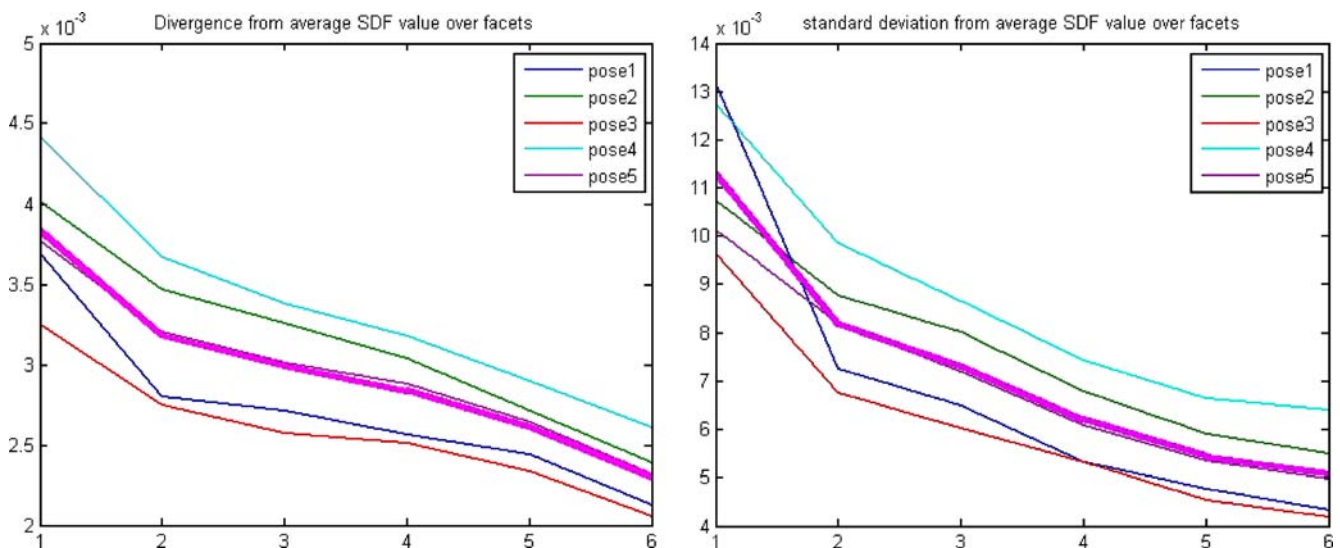 Divergence from average SDF value over facets
x 10^-3
5
4.5
4
3.5
3
2.5
2
1 2 3 4 5 6
pose1
pose2
pose3
pose4
pose5
standard deviation from average SDF value over facets
x 10^-3
14
13
12
11
10
9
8
7
6
5
4
1 2 3 4 5 6
pose1
pose2
pose3
pose4
pose5